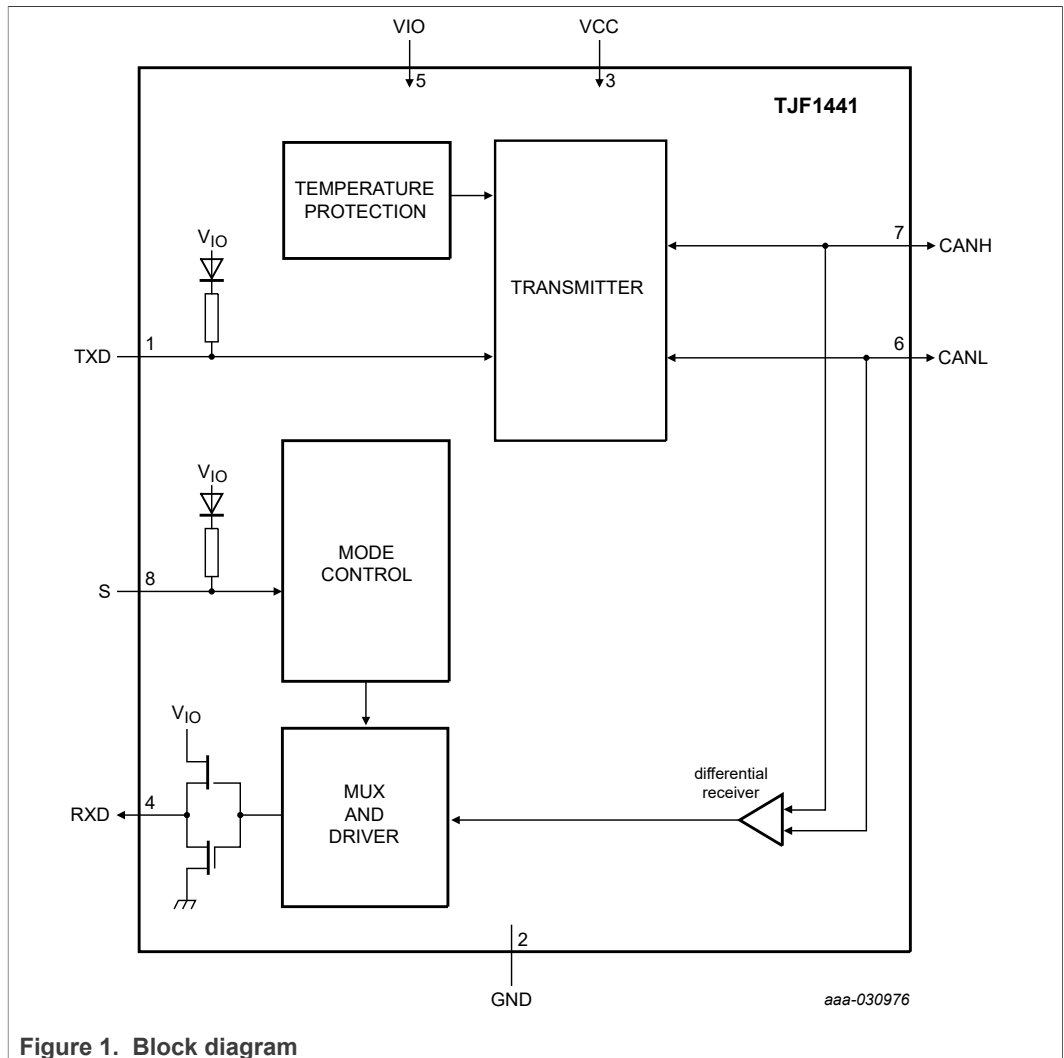 VIO
VCC
5
3
TJF1441
TEMPERATURE
PROTECTION
TRANSMITTER
7
CANH
VIO
1
TXD
6
CANL
VIO
MODE
CONTROL
8
S
VIO
MUX
AND
DRIVER
differential
receiver
4
RXD
2
GND
aaa-030976
Figure 1. Block diagram